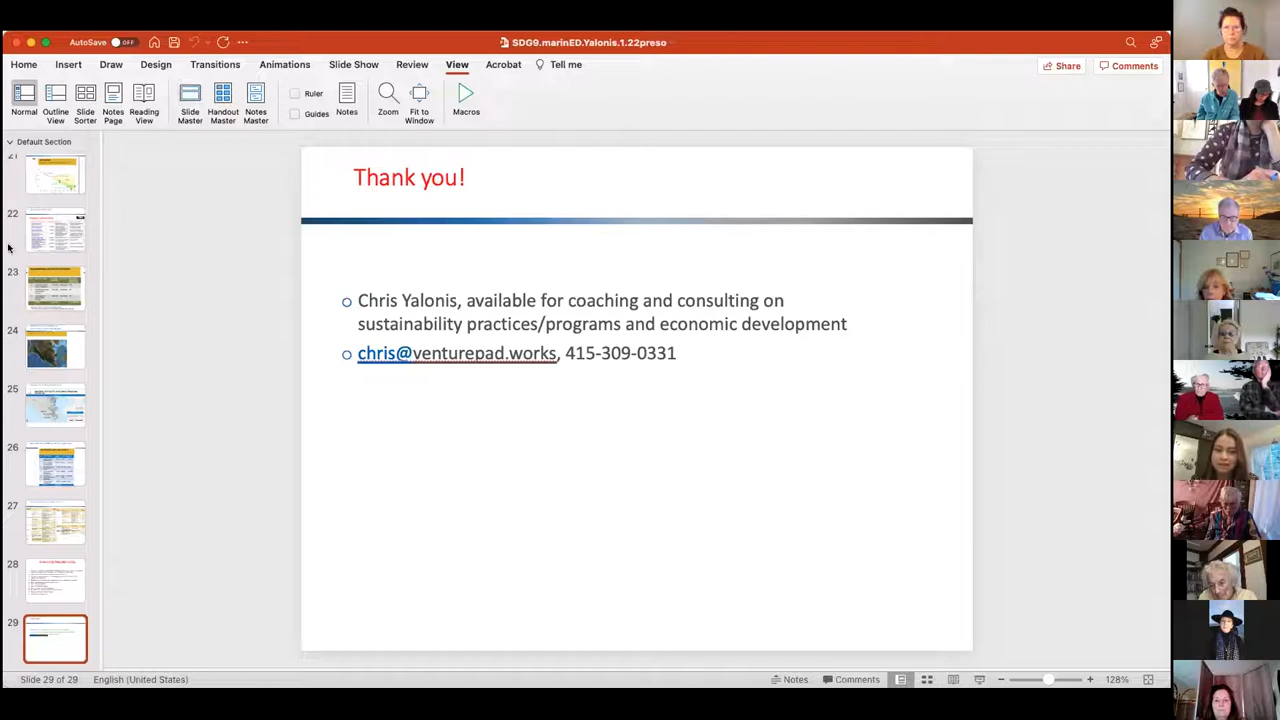 AutoSave OFF
SDG9.marinED.Yalonis.1.22preso
Home Insert Draw Design Transitions Animations Slide Show Review View Acrobat Tell me
Share Comments
Normal
Outline View
Slide Sorter
Notes Page
Reading View
Slide Master
Handout Master
Notes Master
Ruler
Guides
Notes
Zoom
Fit to Window
Macros
Default Section
21
22
23
24
25
26
27
28
29
Thank you!
Chris Yalonis, available for coaching and consulting on
sustainability practices/programs and economic development
chris@venturepad.works, 415-309-0331
Slide 29 of 29 English (United States) Notes Comments 128%